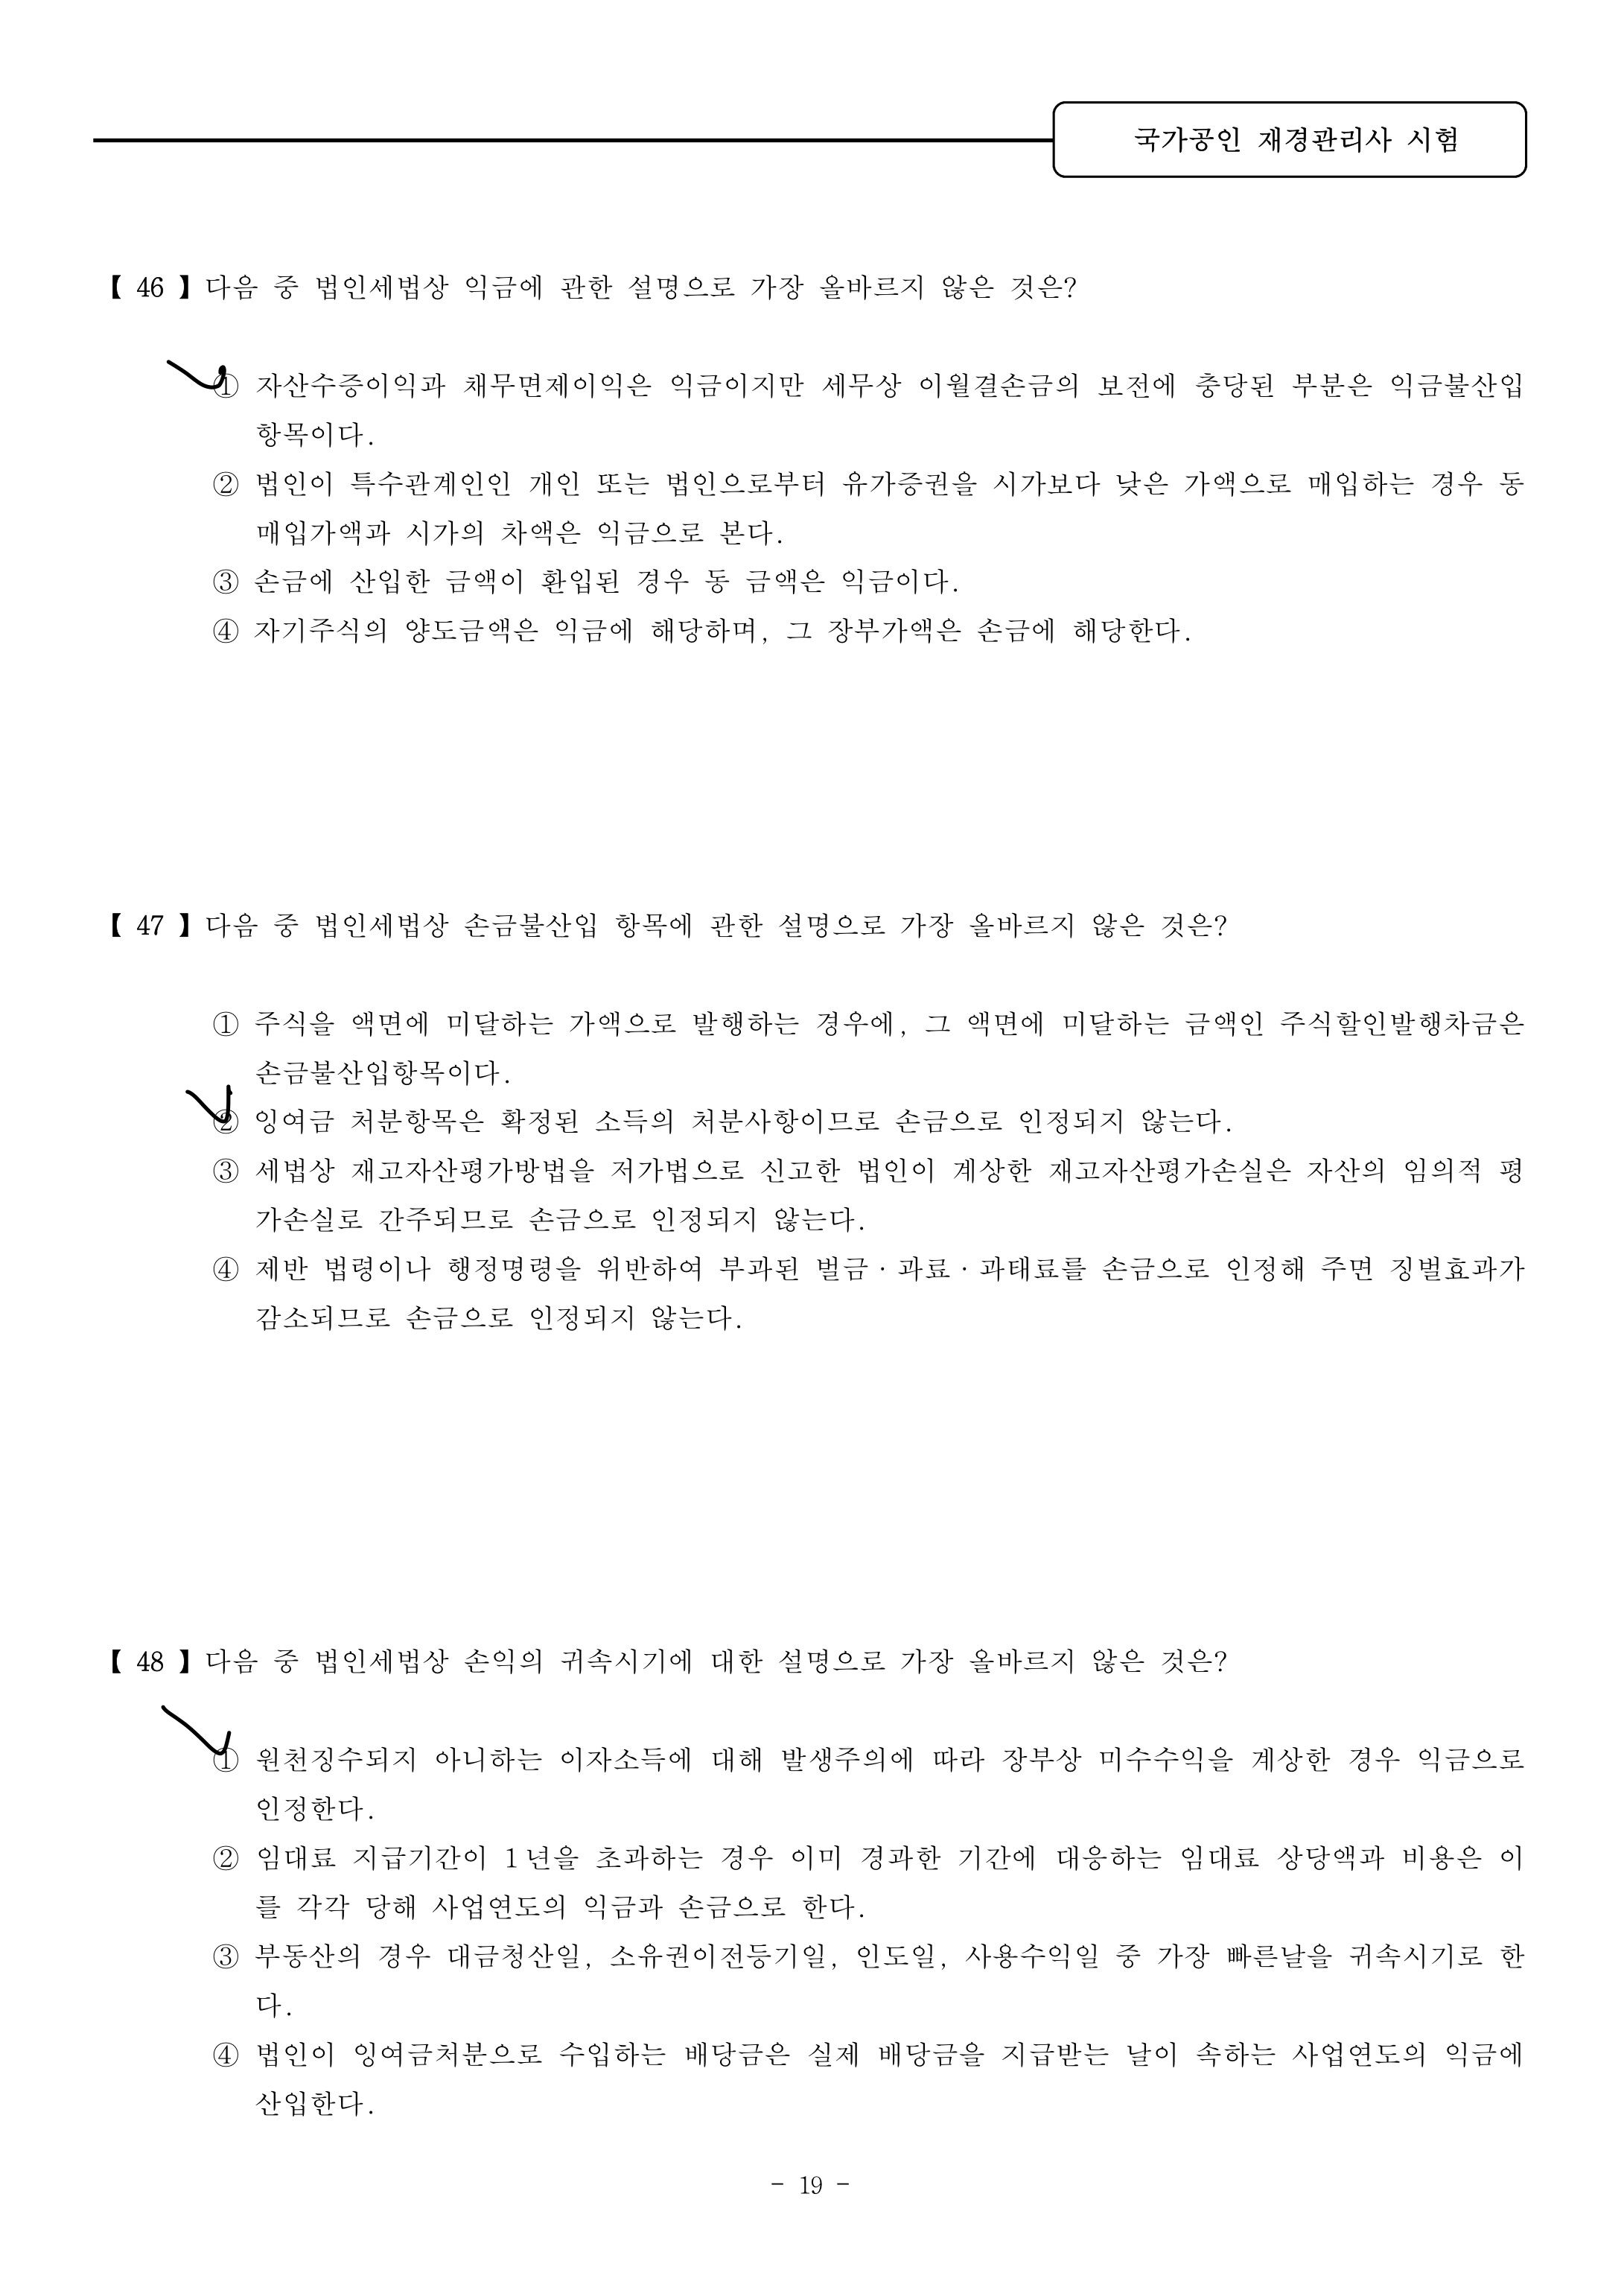 국가공인 재경관리사 시험
【 46 】 다음 중 법인세법상 익금에 관한 설명으로 가장 올바르지 않은 것은?
① 자산수증이익과 채무면제이익은 익금이지만 세무상 이월결손금의 보전에 충당된 부분은 익금불산입
항목이다.
② 법인이 특수관계인인 개인 또는 법인으로부터 유가증권을 시가보다 낮은 가액으로 매입하는 경우 동
매입가액과 시가의 차액은 익금으로 본다.
③ 손금에 산입한 금액이 환입된 경우 동 금액은 익금이다.
④ 자기주식의 양도금액은 익금에 해당하며, 그 장부가액은 손금에 해당한다.
【 47 】 다음 중 법인세법상 손금불산입 항목에 관한 설명으로 가장 올바르지 않은 것은?
① 주식을 액면에 미달하는 가액으로 발행하는 경우에, 그 액면에 미달하는 금액인 주식할인발행차금은
손금불산입항목이다.
② 잉여금 처분항목은 확정된 소득의 처분사항이므로 손금으로 인정되지 않는다.
③ 세법상 재고자산평가방법을 저가법으로 신고한 법인이 계상한 재고자산평가손실은 자산의 임의적 평
가손실로 간주되므로 손금으로 인정되지 않는다.
④ 제반 법령이나 행정명령을 위반하여 부과된 벌금·과료·과태료를 손금으로 인정해 주면 징벌효과가
감소되므로 손금으로 인정되지 않는다.
【 48 】 다음 중 법인세법상 손익의 귀속시기에 대한 설명으로 가장 올바르지 않은 것은?
① 원천징수되지 아니하는 이자소득에 대해 발생주의에 따라 장부상 미수수익을 계상한 경우 익금으로
인정한다.
② 임대료 지급기간이 1년을 초과하는 경우 이미 경과한 기간에 대응하는 임대료 상당액과 비용은 이
를 각각 당해 사업연도의 익금과 손금으로 한다.
③ 부동산의 경우 대금청산일, 소유권이전등기일, 인도일, 사용수익일 중 가장 빠른날을 귀속시기로 한
다.
④ 법인이 잉여금처분으로 수입하는 배당금은 실제 배당금을 지급받는 날이 속하는 사업연도의 익금에
산입한다.
- 19 -